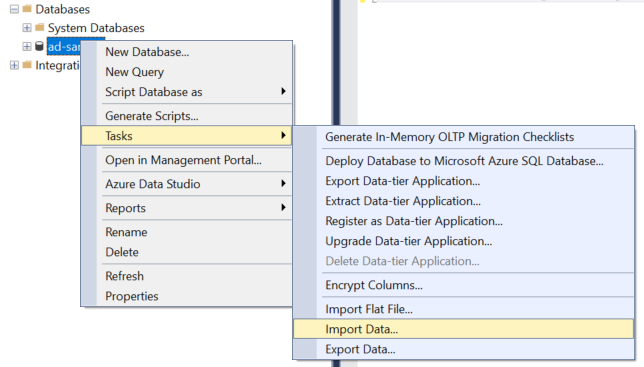 Databases
System Databases
ad-sa
Integrati
New Database...
New Query
Script Database as
Generate Scripts...
Tasks
Open in Management Portal...
Azure Data Studio
Reports
Rename
Delete
Refresh
Properties
Generate In-Memory OLTP Migration Checklists
Deploy Database to Microsoft Azure SQL Database...
Export Data-tier Application...
Extract Data-tier Application...
Register as Data-tier Application...
Upgrade Data-tier Application...
Delete Data-tier Application...
Encrypt Columns...
Import Flat File...
Import Data...
Export Data...